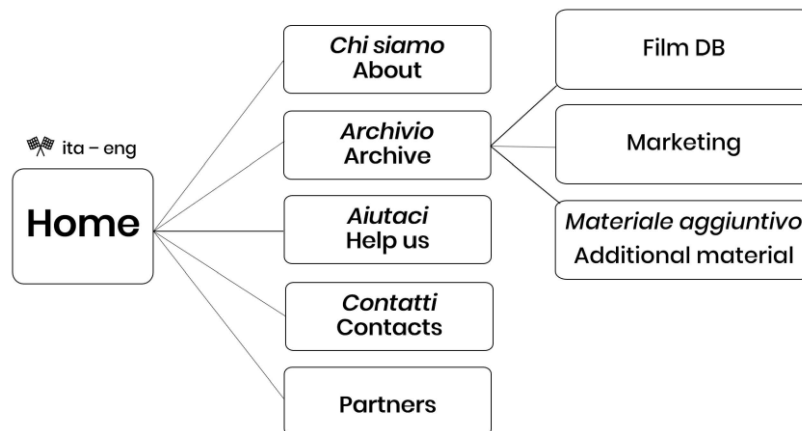 ita – eng
Home
Chi siamo
About
Archivio
Archive
Aiutaci
Help us
Contatti
Contacts
Partners
Film DB
Marketing
Materiale aggiuntivo
Additional material